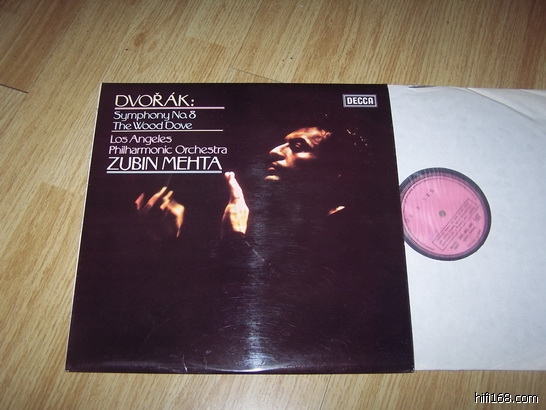 DVOŘÁK:
DECCA
Symphony No. 8
The Wood Dove
Los Angeles
Philharmonic Orchestra
ZUBIN MEHTA
hifi168.com